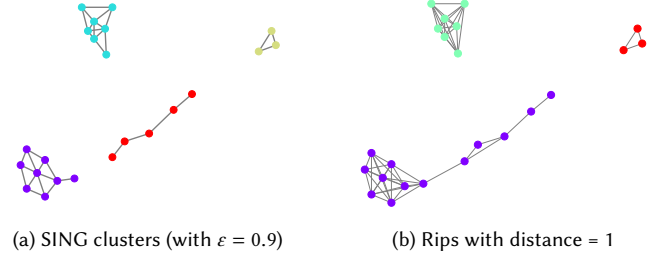 (a) SING clusters (with ε = 0.9)
(b) Rips with distance = 1